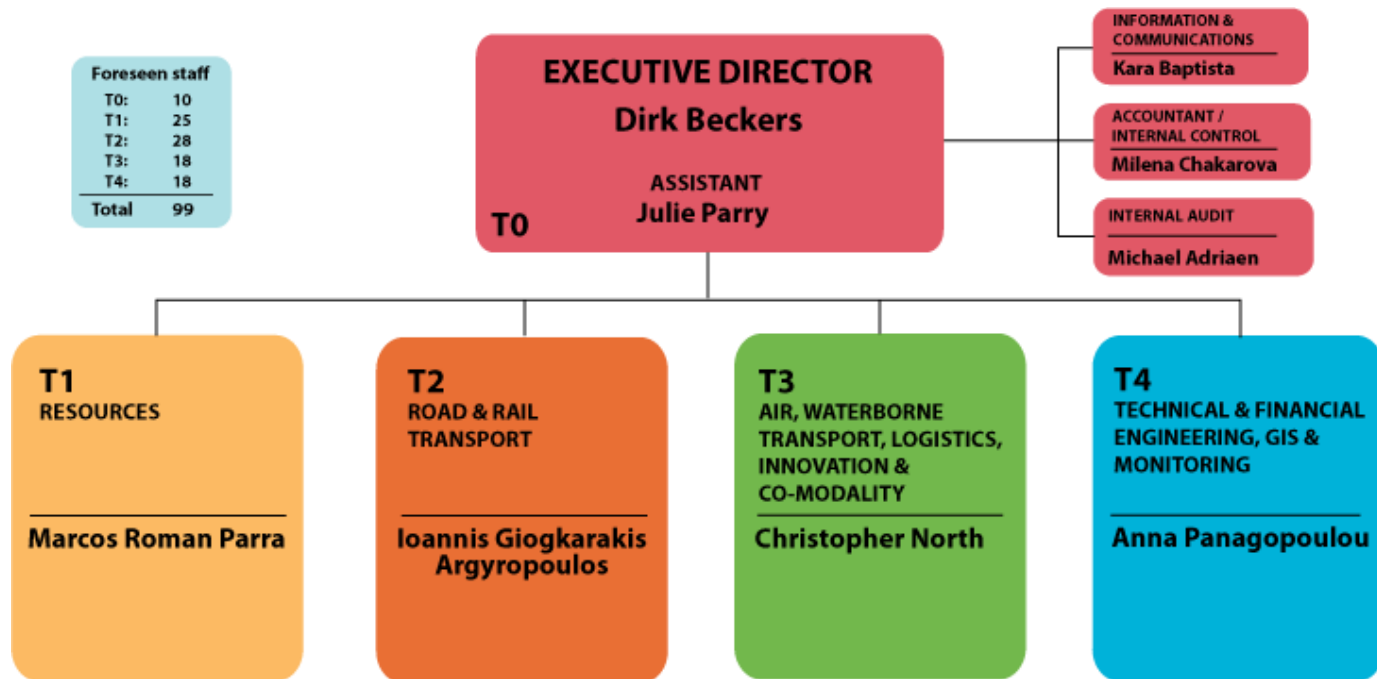 Foreseen staff
T0: 10
T1: 25
T2: 28
T3: 18
T4: 18
Total 99
EXECUTIVE DIRECTOR
Dirk Beckers
ASSISTANT
Julie Parry
T0
INFORMATION &
COMMUNICATIONS
Kara Baptista
ACCOUNTANT /
INTERNAL CONTROL
Milena Chakarova
INTERNAL AUDIT
Michael Adriaen
T1
RESOURCES
Marcos Roman Parra
T2
ROAD & RAIL
TRANSPORT
Ioannis Giogkarakis
Argyropoulos
T3
AIR, WATERBORNE
TRANSPORT, LOGISTICS,
INNOVATION &
CO-MODALITY
Christopher North
T4
TECHNICAL & FINANCIAL
ENGINEERING, GIS &
MONITORING
Anna Panagopoulou